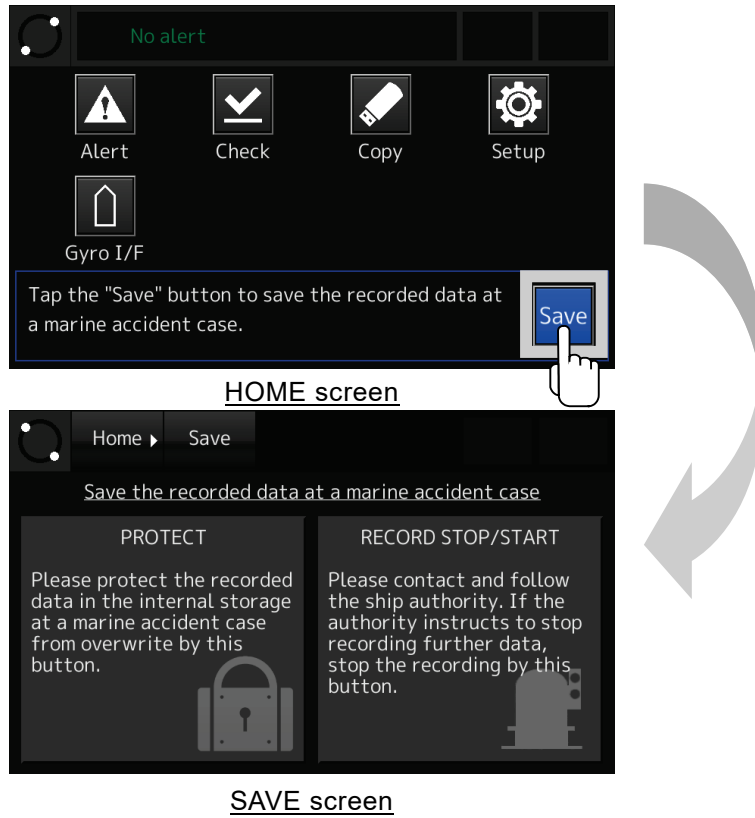 No alert
Alert Check Copy Setup
Gyro I/F
Tap the "Save" button to save the recorded data at
a marine accident case.
Save
HOME screen
Home Save
Save the recorded data at a marine accident case
PROTECT
Please protect the recorded
data in the internal storage
at a marine accident case
from overwrite by this
button.
RECORD STOP/START
Please contact and follow
the ship authority. If the
authority instructs to stop
recording further data,
stop the recording by this
button.
SAVE screen